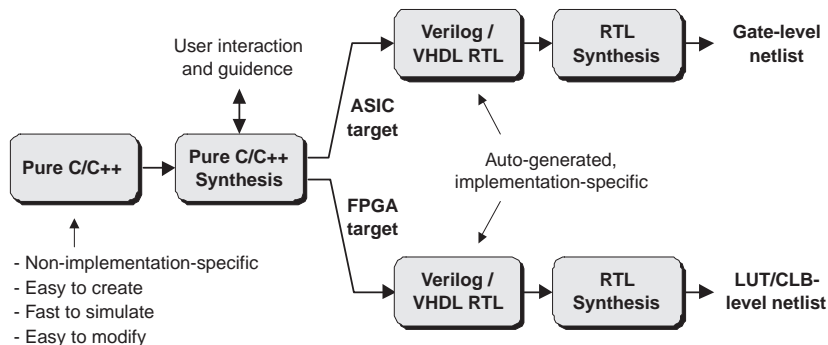 User interaction
and guidence
Verilog /
VHDL RTL
RTL
Synthesis
Gate-level
netlist
ASIC
target
Pure C/C++
Pure C/C++
Synthesis
Auto-generated,
implementation-specific
FPGA
target
- Non-implementation-specific
- Easy to create
- Fast to simulate
- Easy to modify
Verilog /
VHDL RTL
RTL
Synthesis
LUT/CLB-
level netlist